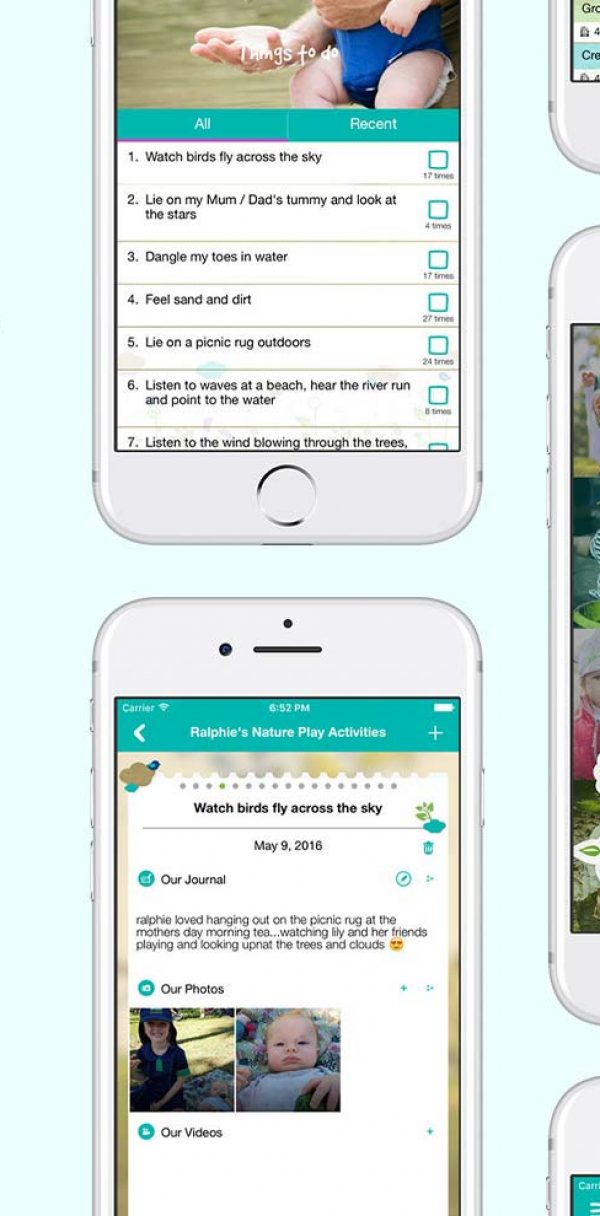 Things to do
All
Recent
1. Watch birds fly across the sky
17 times
2. Lie on my Mum / Dad's tummy and look at
the stars
4 times
3. Dangle my toes in water
17 times
4. Feel sand and dirt
27 times
5. Lie on a picnic rug outdoors
24 times
6. Listen to waves at a beach, hear the river run
and point to the water
8 times
7. Listen to the wind blowing through the trees,
Carrier
6:52 PM
Ralphie's Nature Play Activities
Watch birds fly across the sky
May 9, 2016
Our Journal
ralphie loved hanging out on the picnic rug at the
mothers day morning tea...watching lily and her friends
playing and looking upnat the trees and clouds 😍
Our Photos
Our Videos
Gro
4
Cre
4
Carri